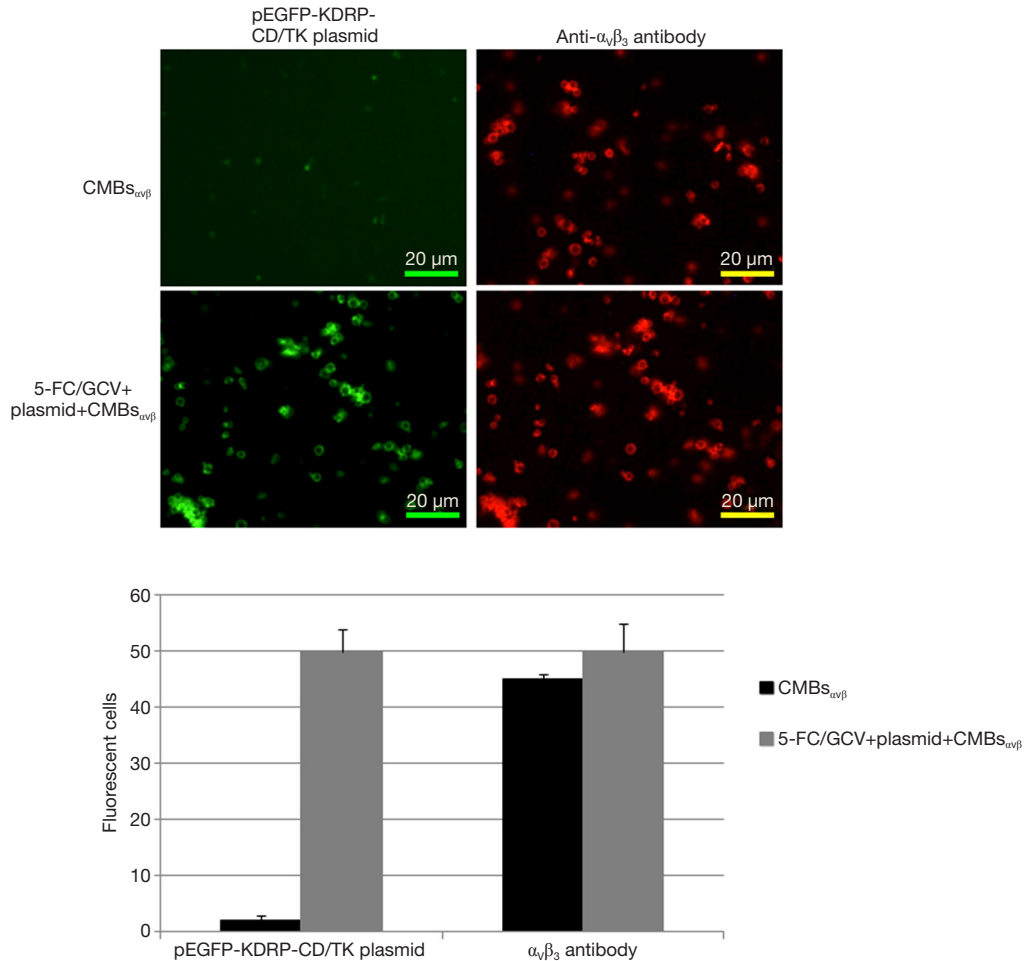 pEGFP-KDRP-
CD/TK plasmid
Anti-αvβ3 antibody
CMBsαvβ
20 µm
20 µm
5-FC/GCV+
plasmid+CMBsαvβ
20 µm
20 µm
60
50
40
30
20
10
0
Fluorescent cells
pEGFP-KDRP-CD/TK plasmid
αvβ3 antibody
CMBsαvβ
5-FC/GCV+plasmid+CMBsαvβ